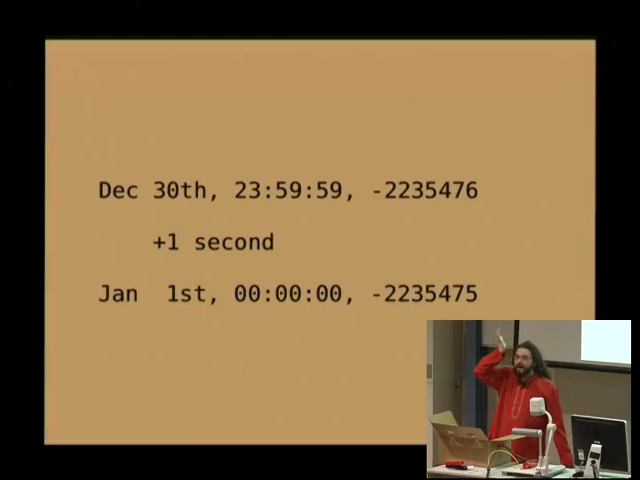 Dec 30th, 23:59:59, -2235476
+1 second
Jan 1st, 00:00:00, -2235475